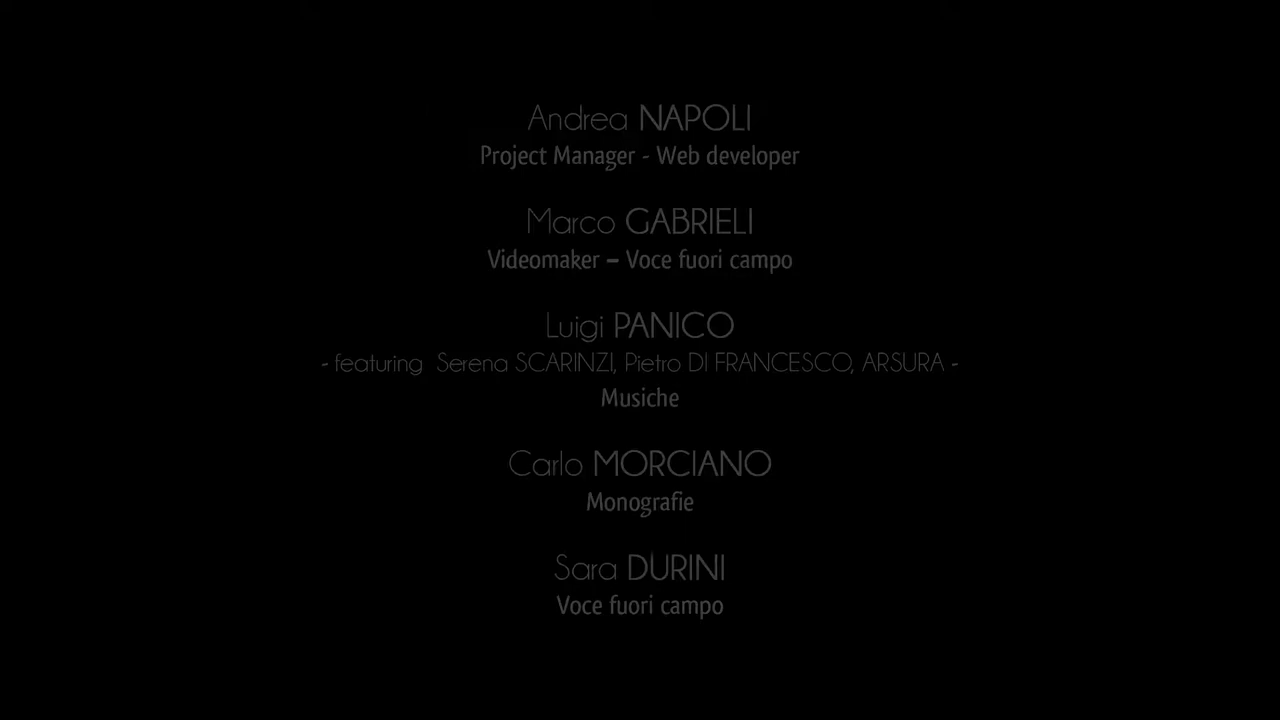 Andrea NAPOLI
Project Manager - Web developer
Marco GABRIELI
Videomaker – Voce fuori campo
Luigi PANICO
- featuring Serena SCARINZI, Pietro DI FRANCESCO, ARSURA -
Musiche
Carlo MORCIANO
Monografie
Sara DURINI
Voce fuori campo